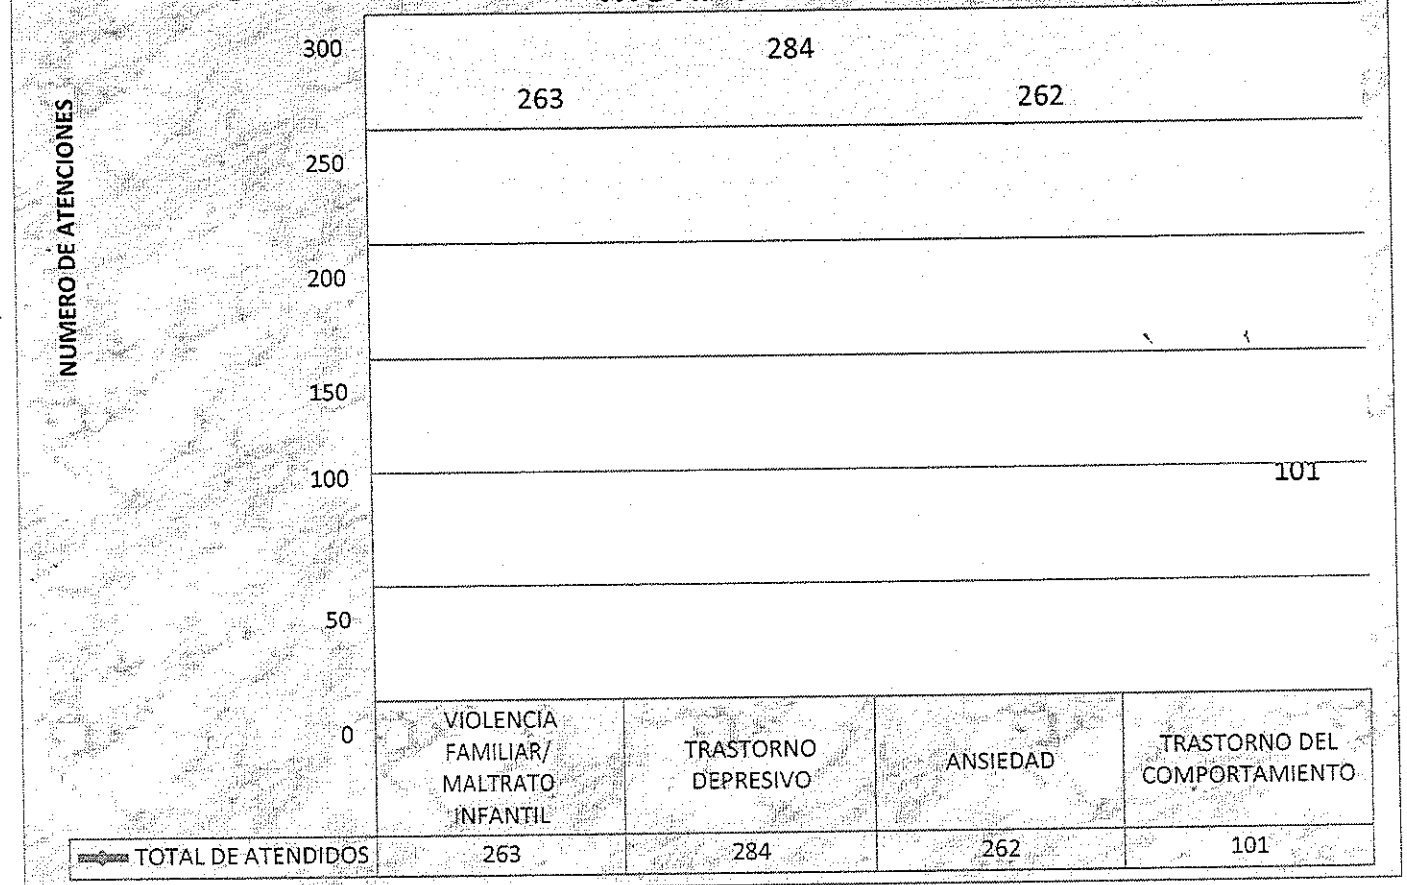 300
284
263
262
250
NUMERO DE ATENCIONES
200
150
100
101
50
0
VIOLENCIA
FAMILIAR/
MALTRATO
INFANTIL
TRASTORNO
DEPRESIVO
ANSIEDAD
TRASTORNO DEL
COMPORTAMIENTO
TOTAL DE ATENDIDOS 263 284 262 101